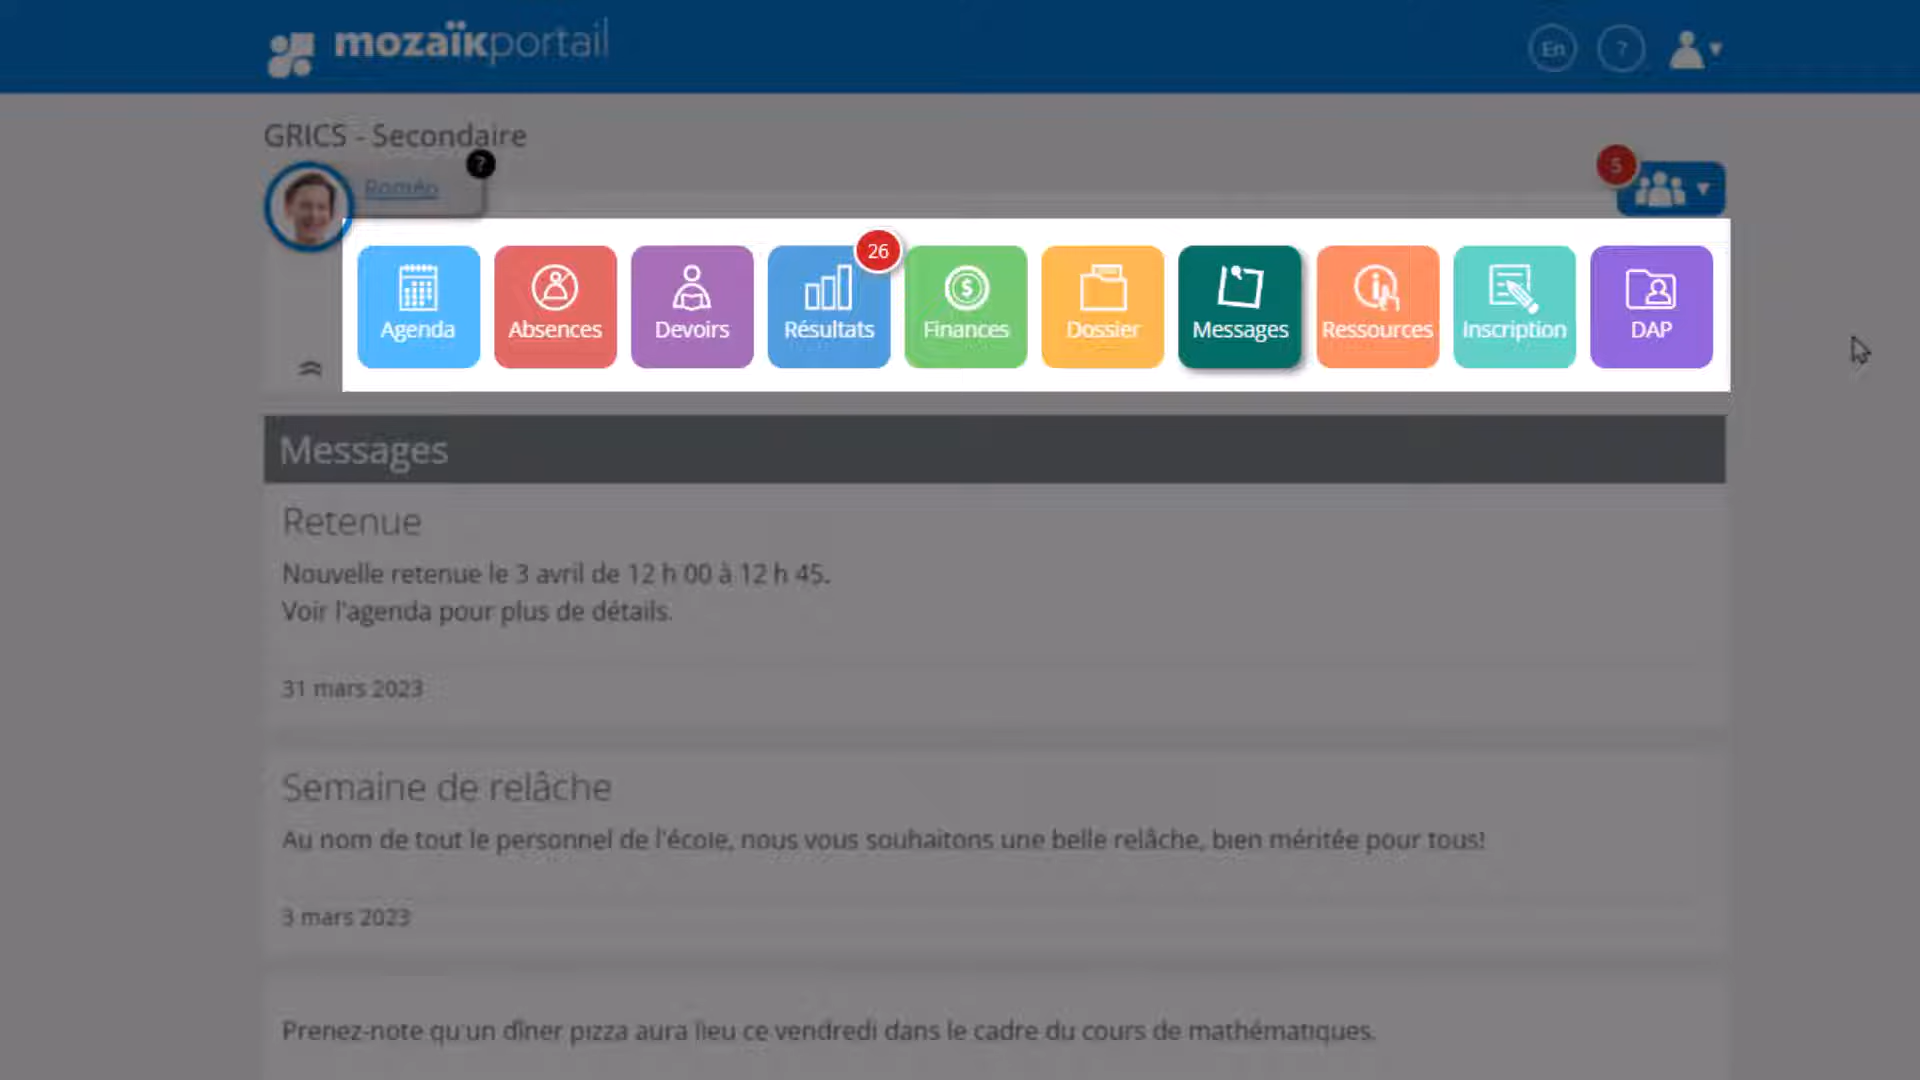 mozaïkportail
En
?
GRICS - Secondaire
?
Roméo
5
26
Agenda
Absences
Devoirs
Résultats
Finances
Dossier
Messages
Ressources
Inscription
DAP
Messages
Retenue
Nouvelle retenue le 3 avril de 12 h 00 à 12 h 45.
Voir l'agenda pour plus de détails.
31 mars 2023
Semaine de relâche
Au nom de tout le personnel de l'école, nous vous souhaitons une belle relâche, bien méritée pour tous!
3 mars 2023
Prenez-note qu'un dîner pizza aura lieu ce vendredi dans le cadre du cours de mathématiques.